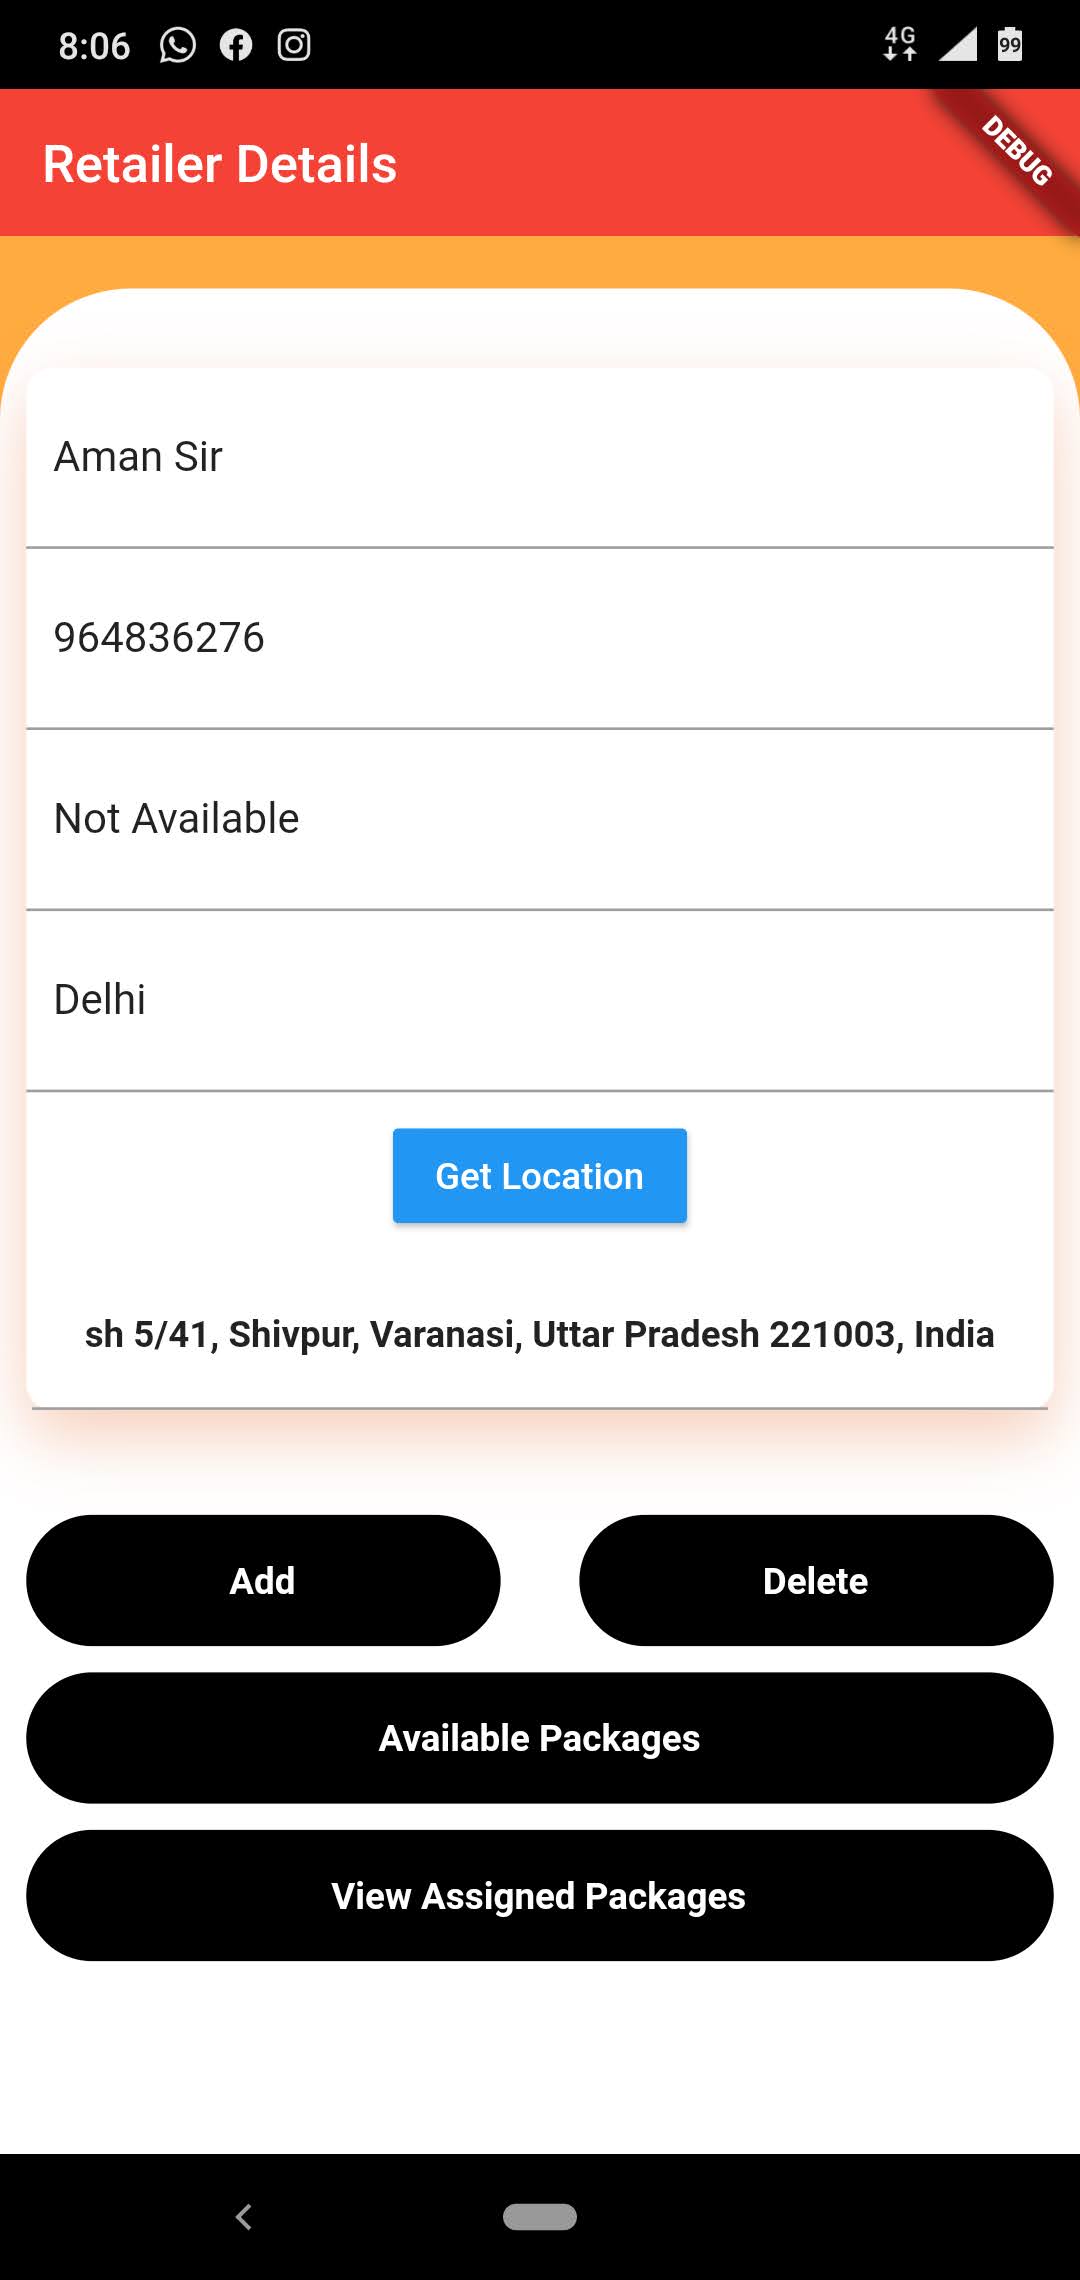 8:06
4G
99
Retailer Details
DEBUG
Aman Sir
964836276
Not Available
Delhi
Get Location
sh 5/41, Shivpur, Varanasi, Uttar Pradesh 221003, India
Add
Delete
Available Packages
View Assigned Packages